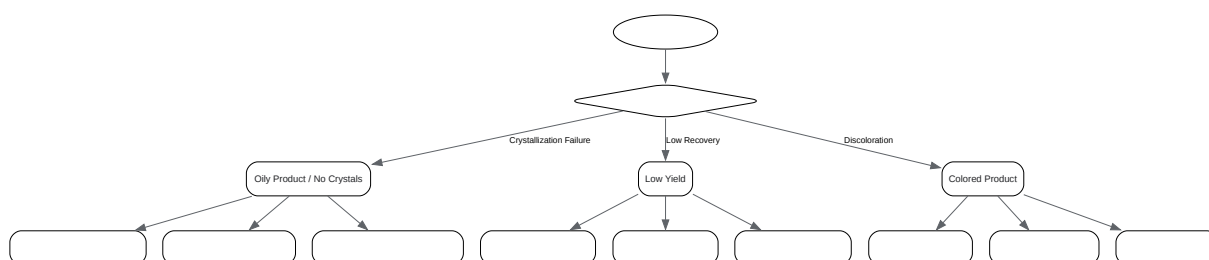 Crystallization Failure
Low Recovery
Discoloration
Oily Product / No Crystals
Low Yield
Colored Product